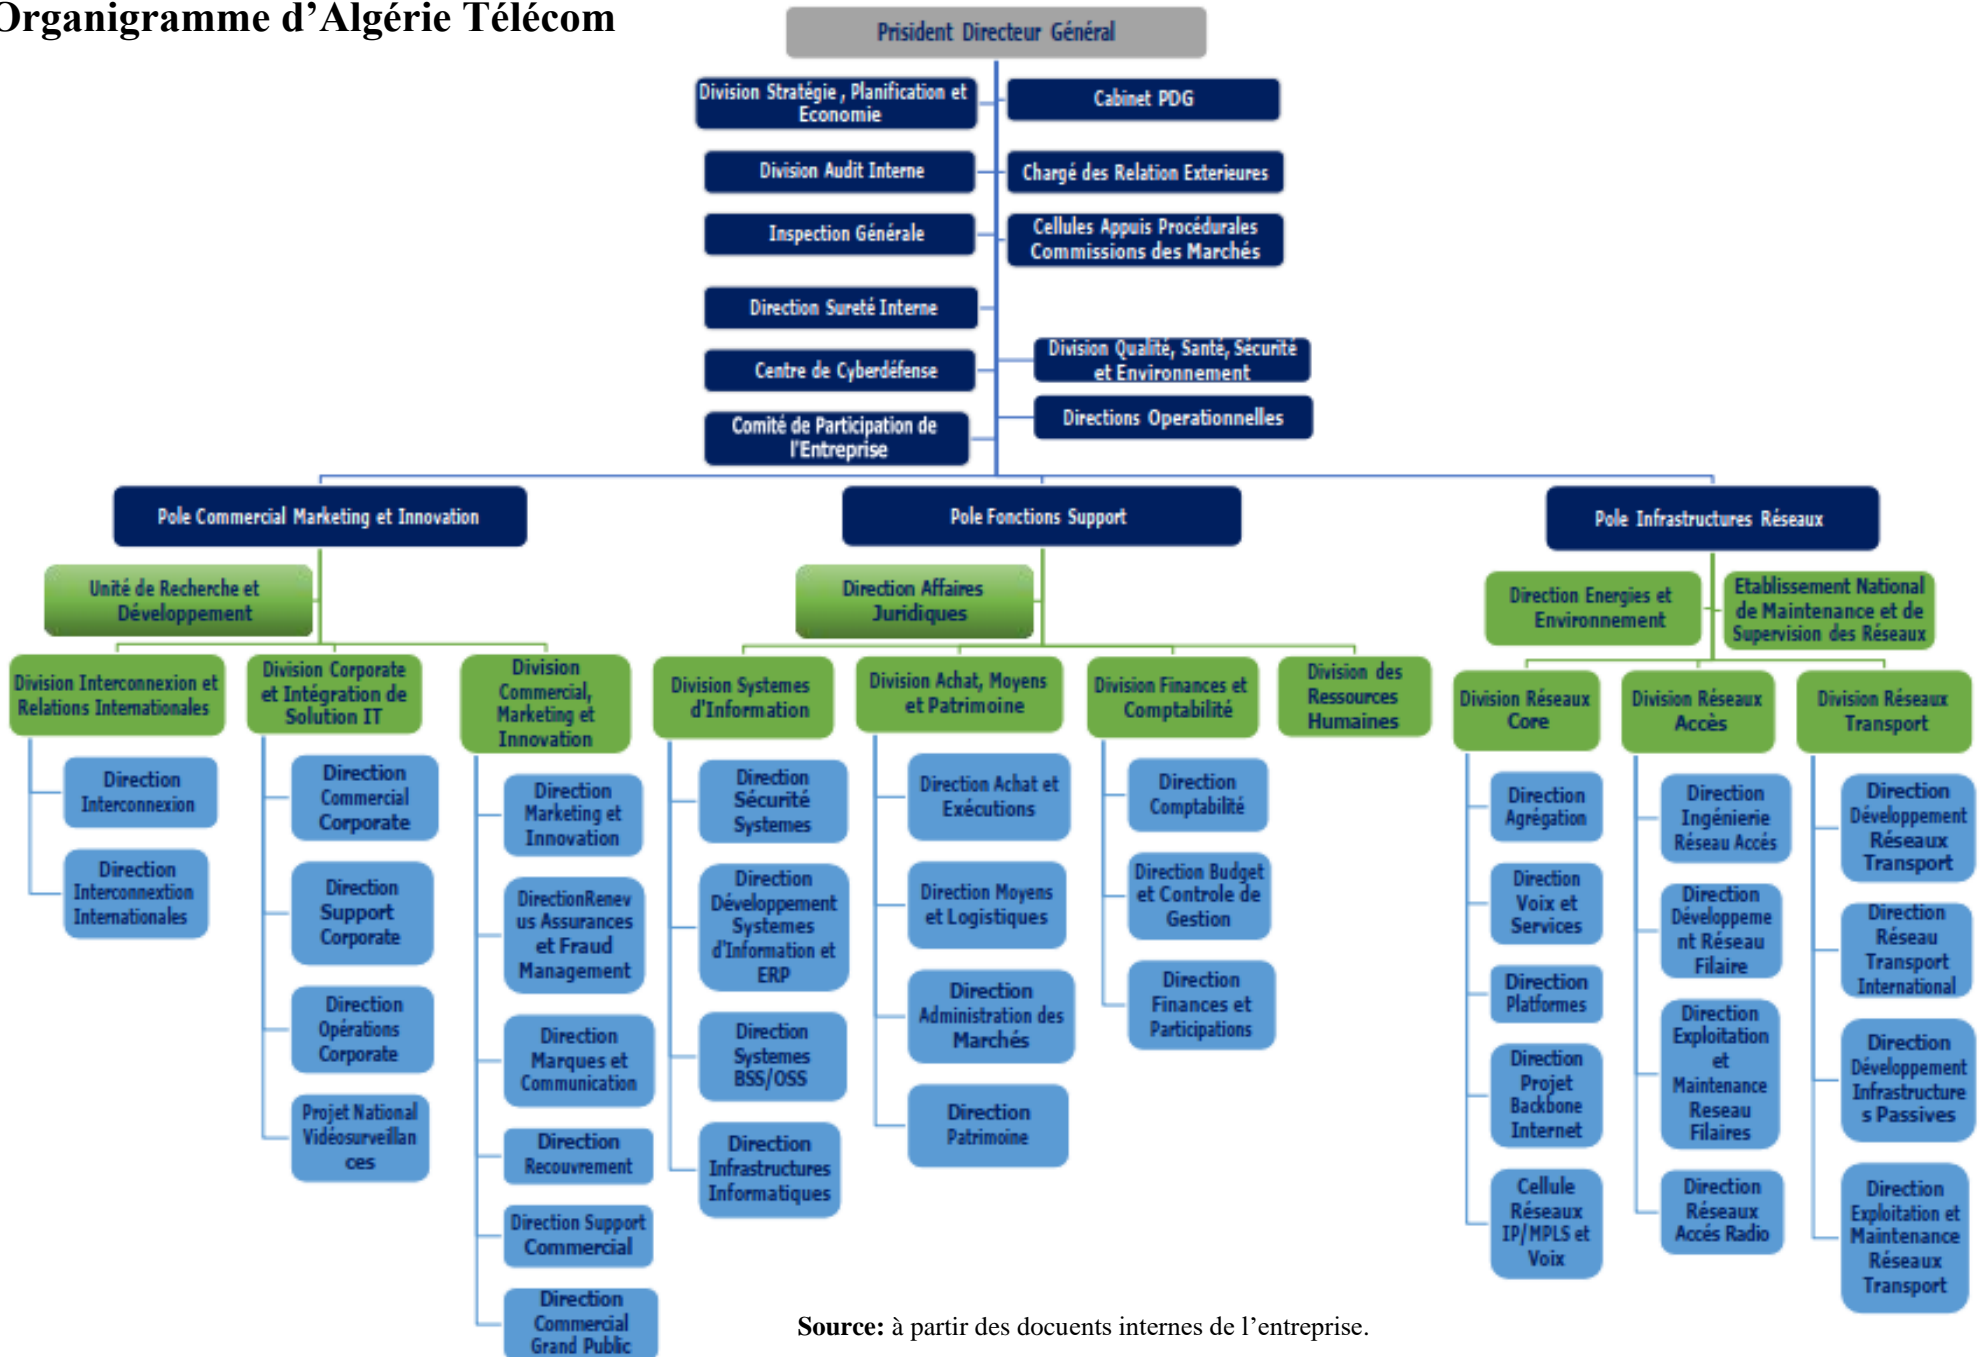 Organigramme d’Algérie Télécom
Prisident Directeur Général
Division Stratégie , Planification et
Economie
Cabinet PDG
Division Audit Interne
Chargé des Relation Exterieures
Inspection Générale
Cellules Appuis Procédurales
Commissions des Marchés
Direction Sureté Interne
Division Qualité, Santé, Sécurité
et Environnement
Centre de Cyberdéfense
Directions Operationnelles
Comité de Participation de
l'Entreprise
Pole Commercial Marketing et Innovation
Pole Fonctions Support
Pole Infrastructures Réseaux
Unité de Recherche et
Développement
Direction Affaires
Juridiques
Direction Energies et
Environnement
Etablissement National
de Maintenance et de
Supervision des Réseaux
Division Interconnexion et
Relations Internationales
Division Corporate
et Intégration de
Solution IT
Division
Commercial,
Marketing et
Innovation
Division Systemes
d'Information
Division Achat, Moyens
et Patrimoine
Division Finances et
Comptabilité
Division des
Ressources
Humaines
Division Réseaux
Core
Division Réseaux
Accès
Division Réseaux
Transport
Direction
Interconnexion
Direction
Interconnextion
Internationales
Direction
Commercial
Corporate
Direction
Support
Corporate
Direction
Opérations
Corporate
Projet National
Vidéosurveillan
ces
Direction
Marketing et
Innovation
DirectionRenev
us Assurances
et Fraud
Management
Direction
Marques et
Communication
Direction
Recouvrement
Direction Support
Commercial
Direction
Commercial
Grand Public
Direction
Sécurité
Systemes
Direction
Développement
Systemes
d'Information et
ERP
Direction
Systemes
BSS/OSS
Direction
Infrastructures
Informatiques
Direction Achat et
Exécutions
Direction Moyens
et Logistiques
Direction
Administration des
Marchés
Direction
Patrimoine
Direction
Comptabilité
Direction Budget
et Controle de
Gestion
Direction
Finances et
Participations
Direction
Agrégation
Direction
Voix et
Services
Direction
Platformes
Direction
Projet
Backbone
Internet
Cellule
Réseaux
IP/MPLS et
Voix
Direction
Ingénierie
Réseau Accés
Direction
Développeme
nt Réseau
Filaire
Direction
Exploitation
et
Maintenance
Reseau
Filaires
Direction
Réseaux
Accés Radio
Direction
Développement
Réseaux
Transport
Direction
Réseau
Transport
International
Direction
Développement
Infrastructure
s Passives
Direction
Exploitation et
Maintenance
Réseaux
Transport
Source: à partir des docuents internes de l’entreprise.